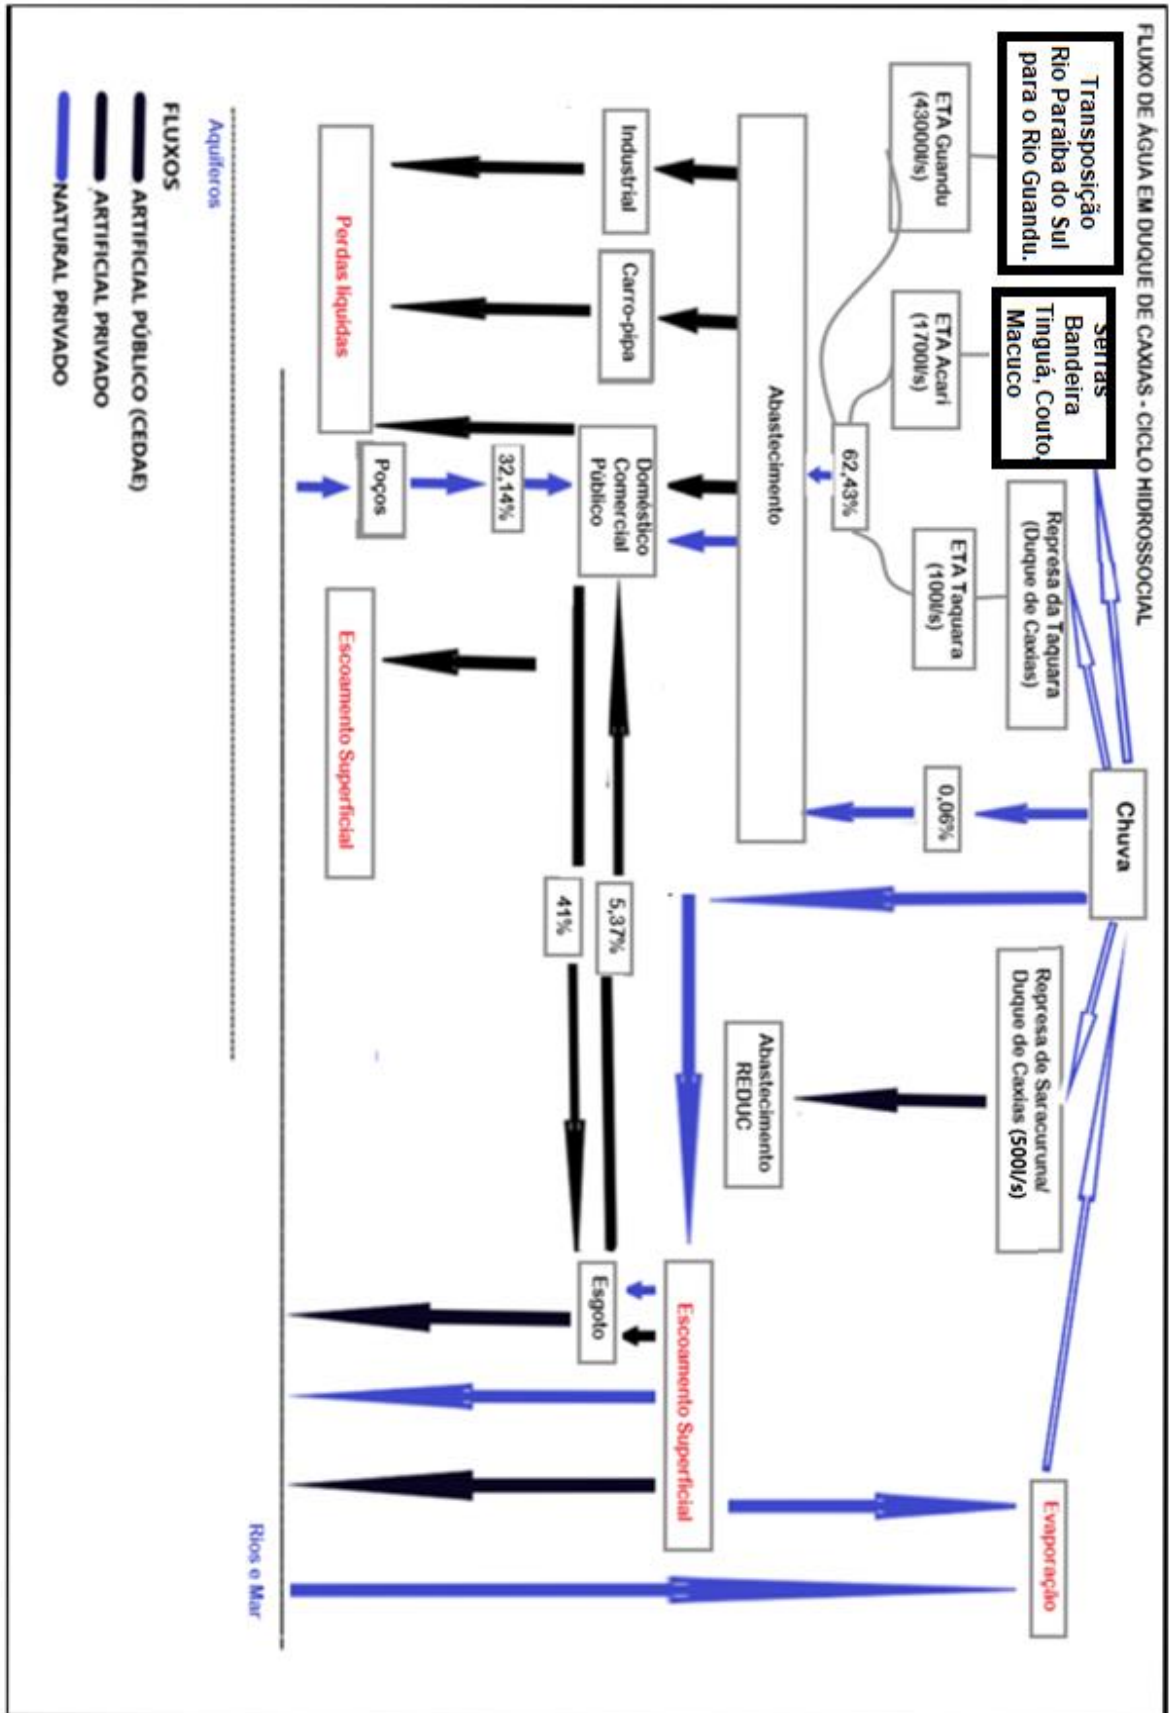 FLUXO DE ÁGUA EM DUQUE DE CAXIAS - CICLO HIDROSSOCIAL
Transposição
Rio Paraíba do Sul
para o Rio Guandu.
Serras
Bandeira
Tinguá, Couto,
Macuco
Chuva
Evaporação
Represa da Taquara
(Duque de Caxias)
Represa de Saracuruna/
Duque de Caxias (500l/s)
ETA Guandu
(43000l/s)
ETA Acari
(1700l/s)
ETA Taquara
(100l/s)
0,06%
62,43%
Abastecimento
Abastecimento
REDUC
Escoamento Superficial
Industrial
Carro-pipa
Doméstico
Comercial
Público
5,37%
41%
Esgoto
32,14%
Poços
Perdas líquidas
Escoamento Superficial
Rios e Mar
Aquíferos
FLUXOS
ARTIFICIAL PÚBLICO (CEDAE)
ARTIFICIAL PRIVADO
NATURAL PRIVADO